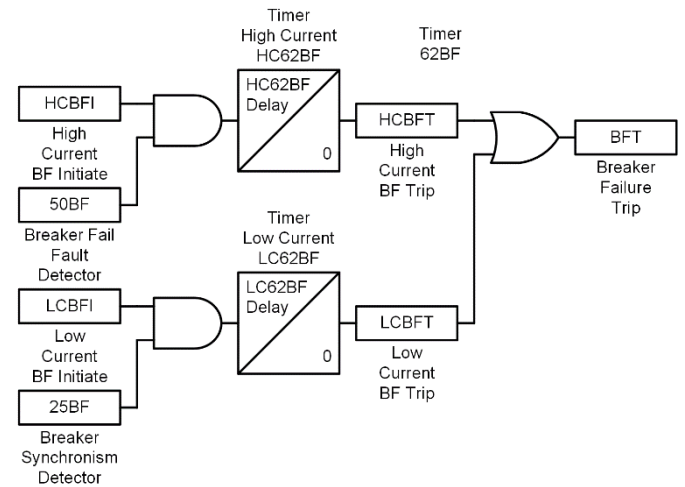 Timer
High Current
HC62BF
Timer
62BF
HC62BF
Delay
0
HCBFI
High
Current
BF Initiate
HCBFT
High
Current
BF Trip
BFT
Breaker
Failure
Trip
50BF
Breaker Fail
Fault
Detector
Timer
Low Current
LC62BF
LC62BF
Delay
0
LCBFI
Low
Current
BF Initiate
LCBFT
Low
Current
BF Trip
25BF
Breaker
Synchronism
Detector